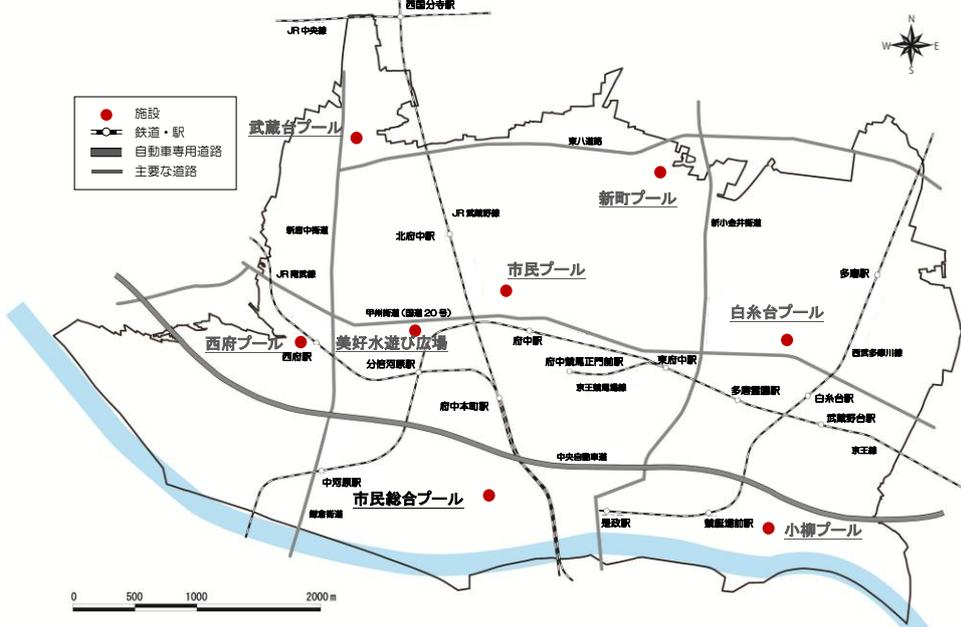 西国分寺駅
JR中央線
N
W
E
S
施設
鉄道・駅
自動車専用道路
主要な道路
武蔵台プール
東八道路
新町プール
JR武蔵野線
新小金井街道
新府中街道
北府中駅
JR南武線
市民プール
多磨駅
甲州街道（国道20号）
白糸台プール
西府プール
西府駅
美好水遊び広場
府中駅
分倍河原駅
府中競馬正門前駅
東府中駅
西武多摩川線
京王競馬場線
多磨霊園駅
白糸台駅
府中本町駅
武蔵野台駅
京王線
中央自動車道
中河原駅
市民総合プール
鎌倉街道
是政駅
競艇場前駅
小柳プール
0
500
1000
2000m